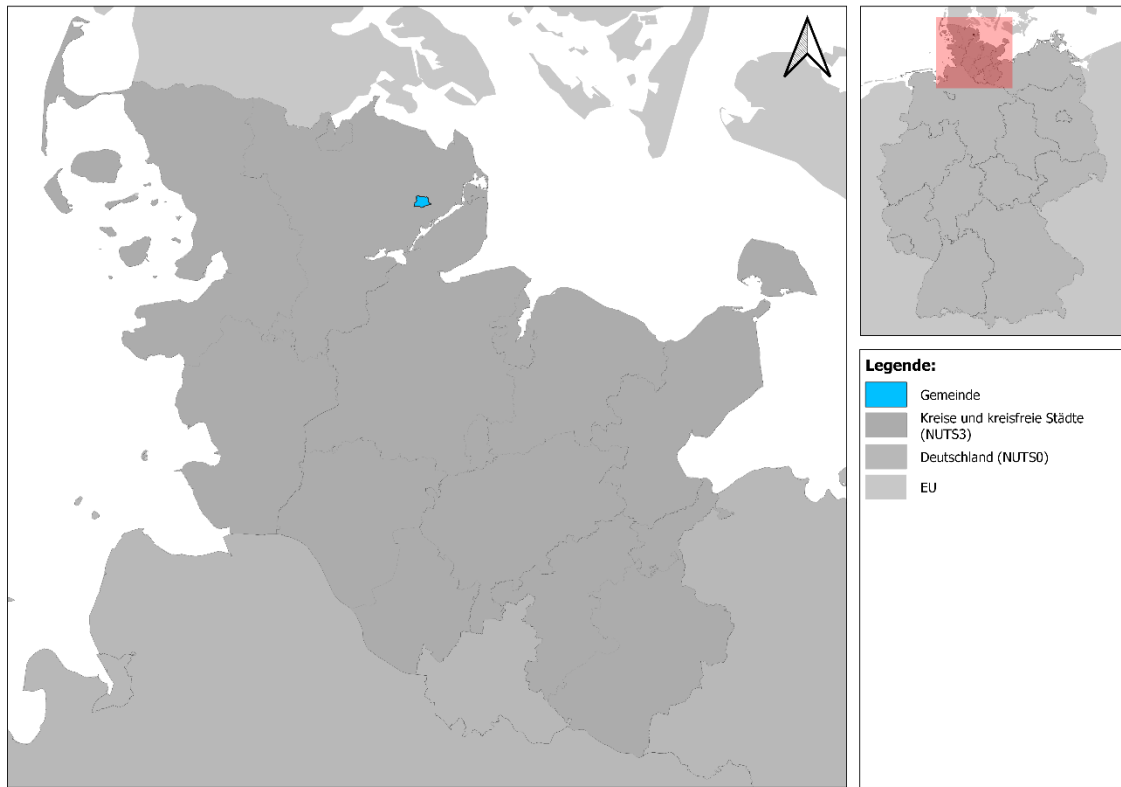 Legende:
Gemeinde
Kreise und kreisfreie Städte
(NUTS3)
Deutschland (NUTS0)
EU